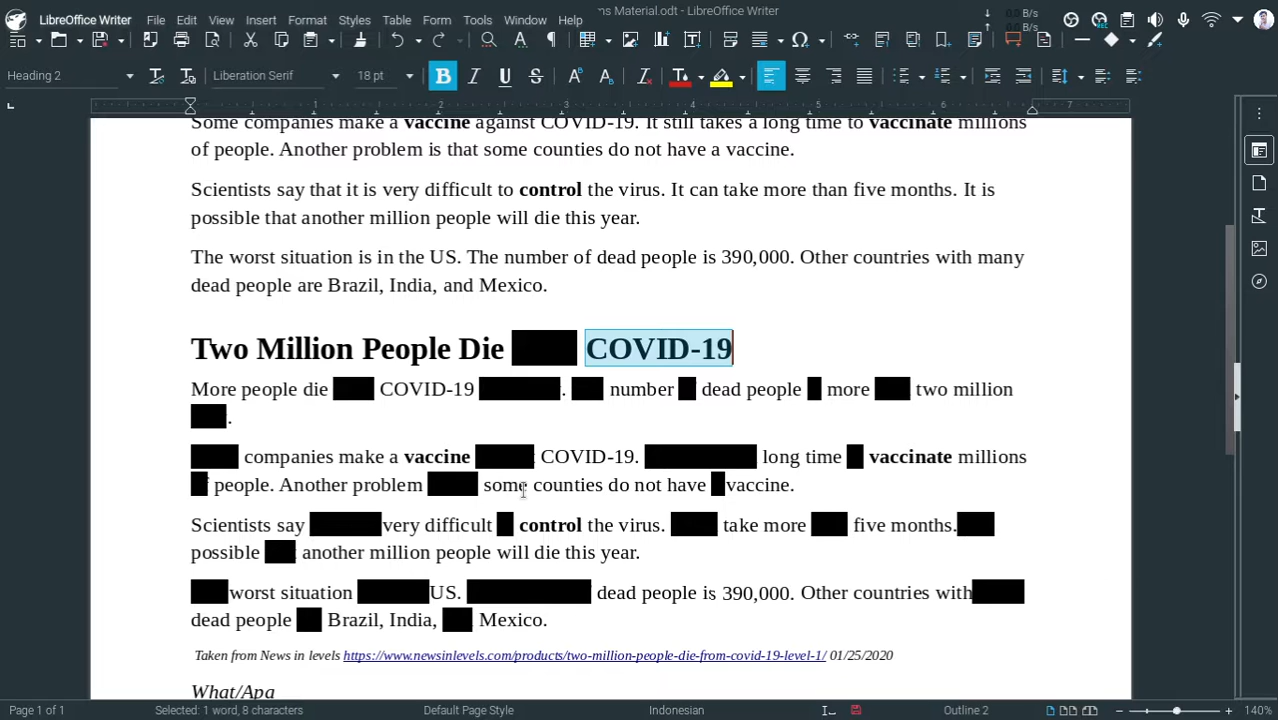 LibreOffice Writer File Edit View Insert Format Styles Table Form Tools Window Help ns Material.odt - LibreOffice Writer 0.0 B/s
0.0 B/s
Heading 2 Liberation Serif 18 pt B I U S
1 2 3 4 5 6 7
Some companies make a vaccine against COVID-19. It still takes a long time to vaccinate millions
of people. Another problem is that some counties do not have a vaccine.
Scientists say that it is very difficult to control the virus. It can take more than five months. It is
possible that another million people will die this year.
The worst situation is in the US. The number of dead people is 390,000. Other countries with many
dead people are Brazil, India, and Mexico.
Two Million People Die COVID-19
More people die COVID-19 . number dead people more two million
.
companies make a vaccine COVID-19. long time vaccinate millions
people. Another problem some counties do not have vaccine.
Scientists say very difficult control the virus. take more five months.
possible another million people will die this year.
worst situation US. dead people is 390,000. Other countries with
dead people Brazil, India, Mexico.
Taken from News in levels https://www.newsinlevels.com/products/two-million-people-die-from-covid-19-level-1/ 01/25/2020
What/Apa
Page 1 of 1 Selected: 1 word, 8 characters Default Page Style Indonesian Outline 2 140%